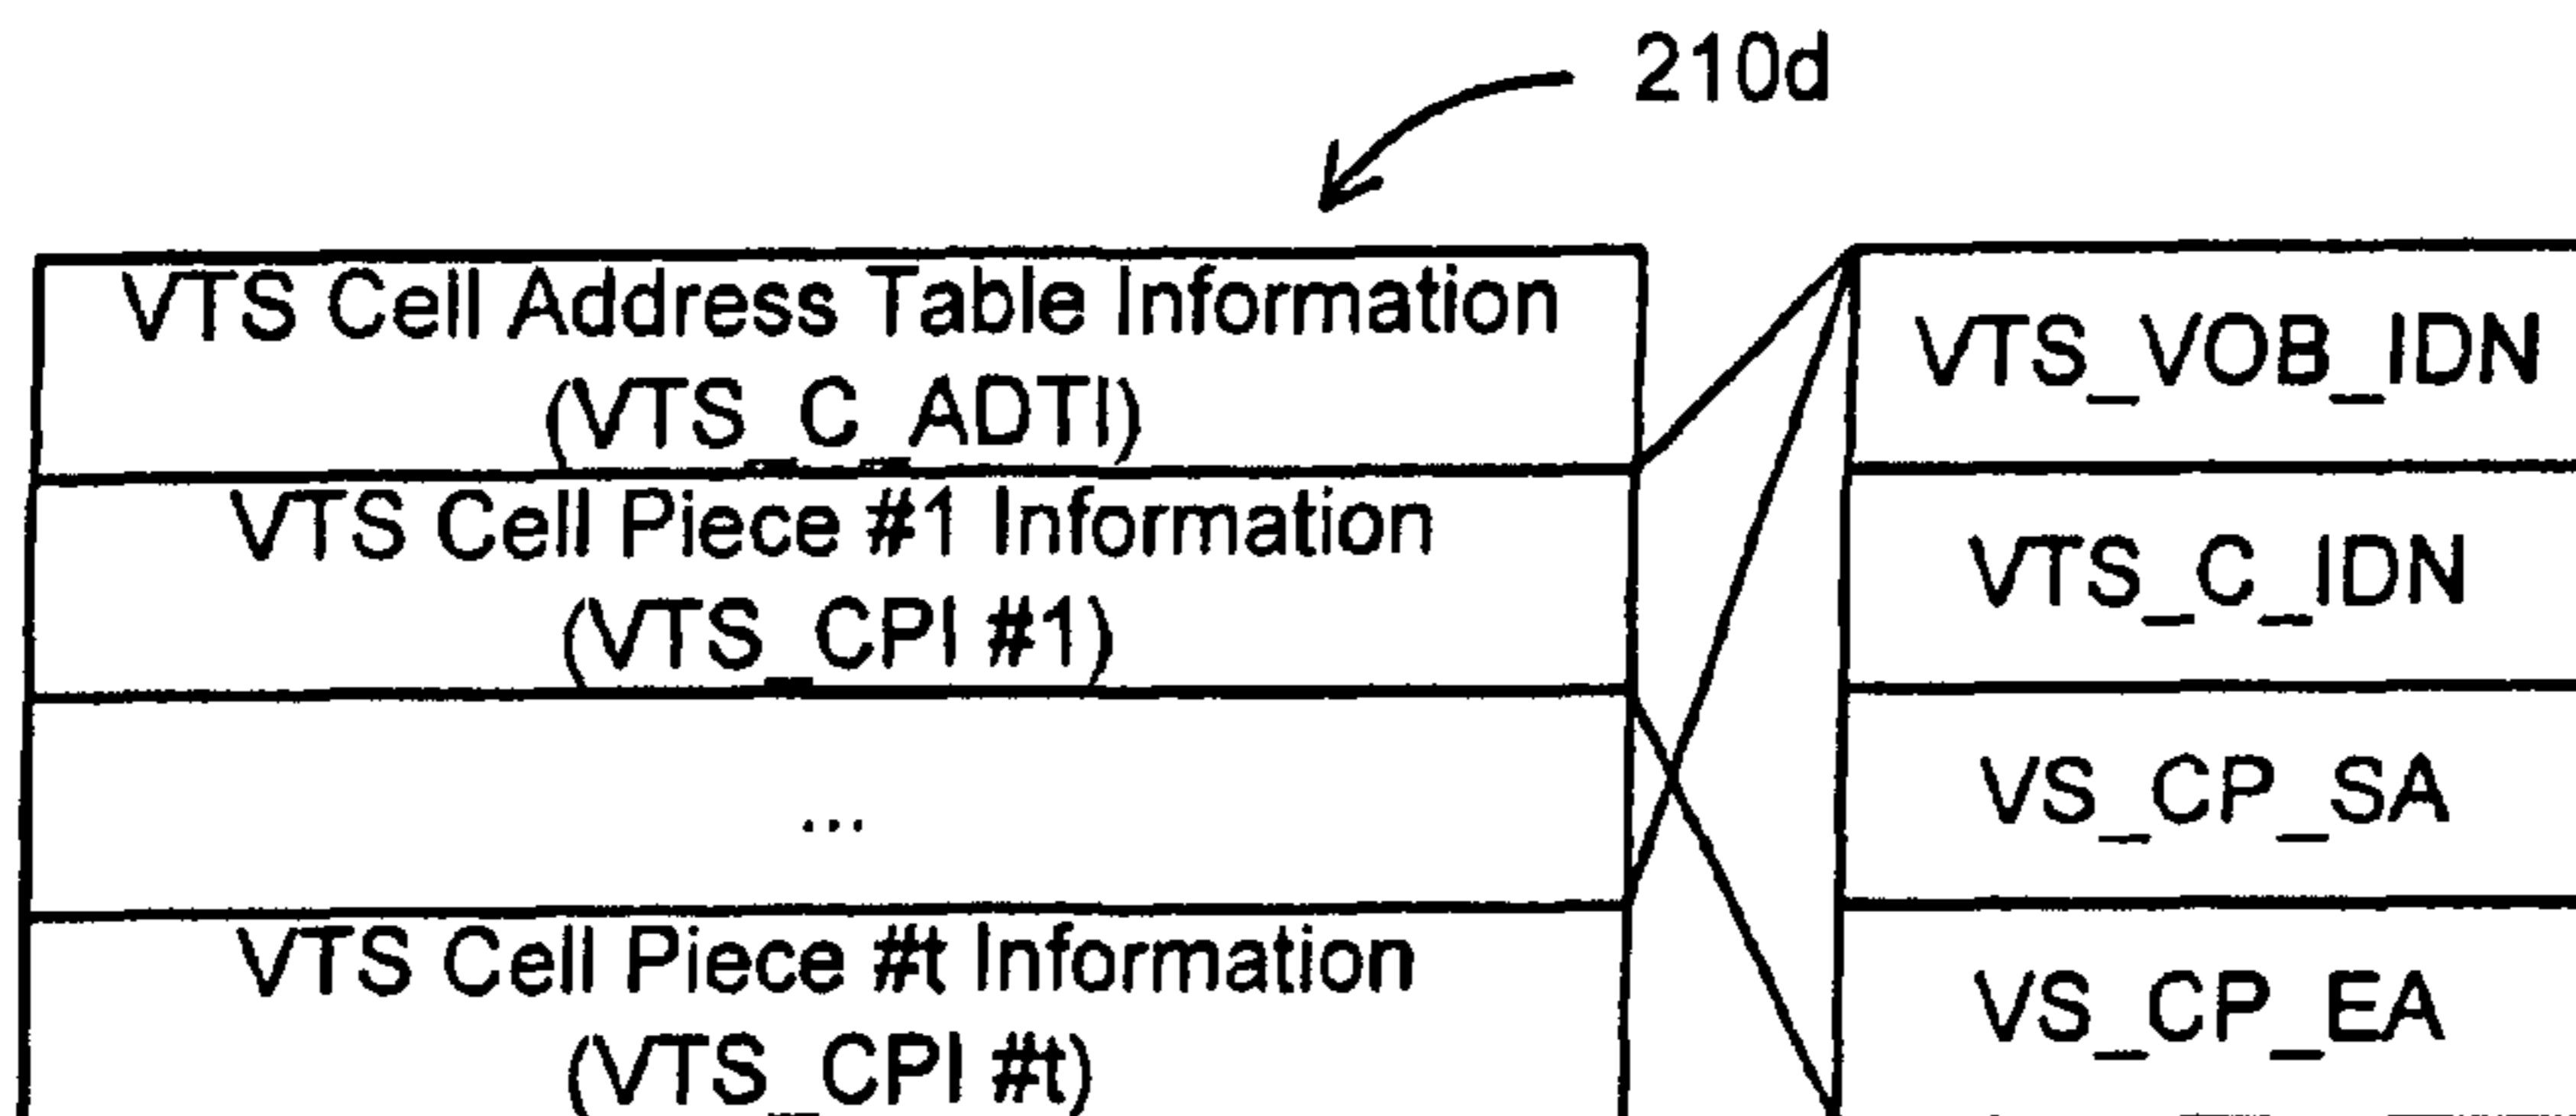 210d
VTS Cell Address Table Information
(VTS_C_ADTI)
VTS Cell Piece #1 Information
(VTS_CPI #1)
...
VTS Cell Piece #t Information
(VTS_CPI #t)
VTS_VOB_IDN
VTS_C_IDN
VS_CP_SA
VS_CP_EA